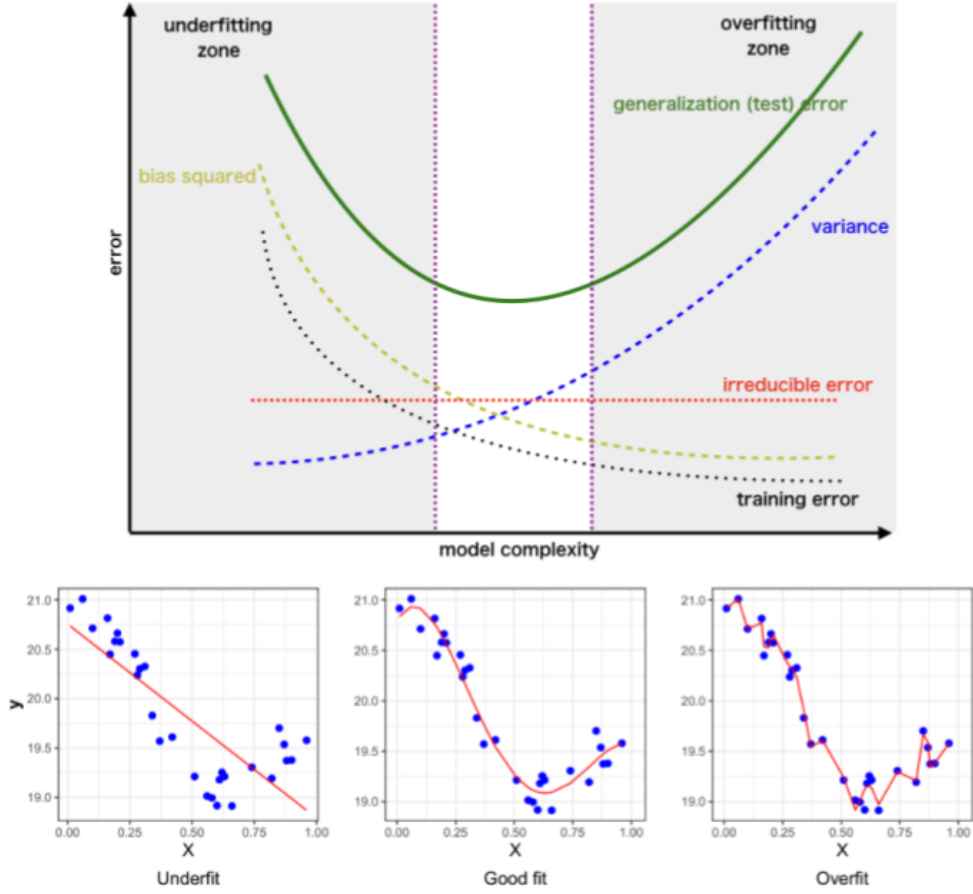 underfitting
zone
overfitting
zone
generalization (test) error
bias squared
variance
error
irreducible error
training error
model complexity
21.0
20.5
20.0
19.5
19.0
y
0.00 0.25 0.50 0.75 1.00
X
Underfit
21.0
20.5
20.0
19.5
19.0
0.00 0.25 0.50 0.75 1.00
X
Good fit
21.0
20.5
20.0
19.5
19.0
0.00 0.25 0.50 0.75 1.00
X
Overfit